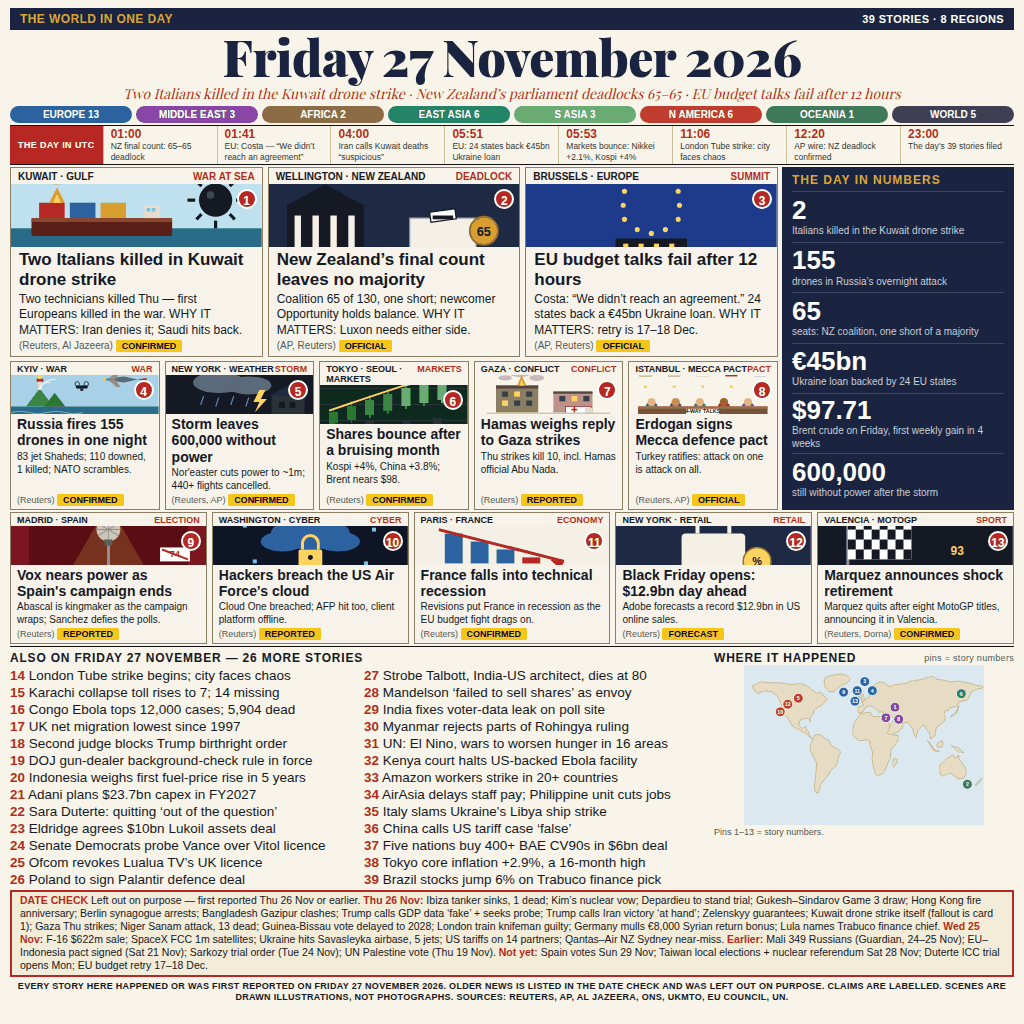 THE WORLD IN ONE DAY
39 STORIES · 8 REGIONS
Friday 27 November 2026
Two Italians killed in the Kuwait drone strike · New Zealand's parliament deadlocks 65–65 · EU budget talks fail after 12 hours
EUROPE 13
MIDDLE EAST 3
AFRICA 2
EAST ASIA 6
S ASIA 3
N AMERICA 6
OCEANIA 1
WORLD 5
THE DAY IN UTC
01:00
NZ final count: 65–65
deadlock
01:41
EU: Costa — “We didn't
reach an agreement”
04:00
Iran calls Kuwait deaths
“suspicious”
05:51
EU: 24 states back €45bn
Ukraine loan
05:53
Markets bounce: Nikkei
+2.1%, Kospi +4%
11:06
London Tube strike: city
faces chaos
12:20
AP wire: NZ deadlock
confirmed
23:00
The day's 39 stories filed
KUWAIT · GULF
WAR AT SEA
1
Two Italians killed in Kuwait
drone strike
Two technicians killed Thu — first
Europeans killed in the war. WHY IT
MATTERS: Iran denies it; Saudi hits back.
(Reuters, Al Jazeera) CONFIRMED
WELLINGTON · NEW ZEALAND
DEADLOCK
2
65
New Zealand’s final count
leaves no majority
Coalition 65 of 130, one short; newcomer
Opportunity holds balance. WHY IT
MATTERS: Luxon needs either side.
(AP, Reuters) OFFICIAL
BRUSSELS · EUROPE
SUMMIT
3
EU budget talks fail after 12
hours
Costa: “We didn’t reach an agreement.” 24
states back a €45bn Ukraine loan. WHY IT
MATTERS: retry is 17–18 Dec.
(AP, Reuters) OFFICIAL
THE DAY IN NUMBERS
2
Italians killed in the Kuwait drone strike
155
drones in Russia's overnight attack
65
seats: NZ coalition, one short of a majority
€45bn
Ukraine loan backed by 24 EU states
$97.71
Brent crude on Friday, first weekly gain in 4
weeks
600,000
still without power after the storm
KYIV · WAR
WAR
4
Russia fires 155
drones in one night
83 jet Shaheds; 110 downed,
1 killed; NATO scrambles.
(Reuters) CONFIRMED
NEW YORK · WEATHER
STORM
5
Storm leaves
600,000 without
power
Nor'easter cuts power to ~1m;
440+ flights cancelled.
(Reuters, AP) CONFIRMED
TOKYO · SEOUL ·
MARKETS
MARKETS
6
Shares bounce after
a bruising month
Kospi +4%, China +3.8%;
Brent nears $98.
(Reuters) CONFIRMED
GAZA · CONFLICT
CONFLICT
7
Hamas weighs reply
to Gaza strikes
Thu strikes kill 10, incl. Hamas
official Abu Nada.
(Reuters) REPORTED
ISTANBUL · MECCA PACT
PACT
8
Erdogan signs
Mecca defence pact
Turkey ratifies: attack on one
is attack on all.
(Reuters, AP) OFFICIAL
MADRID · SPAIN
ELECTION
9
74
Vox nears power as
Spain's campaign ends
Abascal is kingmaker as the campaign
wraps; Sanchez defies the polls.
(Reuters) REPORTED
WASHINGTON · CYBER
CYBER
10
Hackers breach the US Air
Force's cloud
Cloud One breached; AFP hit too, client
platform offline.
(Reuters) REPORTED
PARIS · FRANCE
ECONOMY
11
France falls into technical
recession
Revisions put France in recession as the
EU budget fight drags on.
(Reuters) CONFIRMED
NEW YORK · RETAIL
RETAIL
12
%
Black Friday opens:
$12.9bn day ahead
Adobe forecasts a record $12.9bn in US
online sales.
(Reuters) FORECAST
VALENCIA · MOTOGP
SPORT
13
93
Marquez announces shock
retirement
Marquez quits after eight MotoGP titles,
announcing it in Valencia.
(Reuters, Dorna) CONFIRMED
ALSO ON FRIDAY 27 NOVEMBER — 26 MORE STORIES
14 London Tube strike begins; city faces chaos
15 Karachi collapse toll rises to 7; 14 missing
16 Congo Ebola tops 12,000 cases; 5,904 dead
17 UK net migration lowest since 1997
18 Second judge blocks Trump birthright order
19 DOJ gun-dealer background-check rule in force
20 Indonesia weighs first fuel-price rise in 5 years
21 Adani plans $23.7bn capex in FY2027
22 Sara Duterte: quitting ‘out of the question’
23 Eldridge agrees $10bn Lukoil assets deal
24 Senate Democrats probe Vance over Vitol licence
25 Ofcom revokes Lualua TV’s UK licence
26 Poland to sign Palantir defence deal
27 Strobe Talbott, India-US architect, dies at 80
28 Mandelson ‘failed to sell shares’ as envoy
29 India fixes voter-data leak on poll site
30 Myanmar rejects parts of Rohingya ruling
31 UN: El Nino, wars to worsen hunger in 16 areas
32 Kenya court halts US-backed Ebola facility
33 Amazon workers strike in 20+ countries
34 AirAsia delays staff pay; Philippine unit cuts jobs
35 Italy slams Ukraine’s Libya ship strike
36 China calls US tariff case ‘false’
37 Five nations buy 400+ BAE CV90s in $6bn deal
38 Tokyo core inflation +2.9%, a 16-month high
39 Brazil stocks jump 6% on Trabuco finance pick
WHERE IT HAPPENED
pins = story numbers
3
9
11
4
13
5
12
10
1
7
8
6
2
Pins 1–13 = story numbers.
DATE CHECK Left out on purpose — first reported Thu 26 Nov or earlier. Thu 26 Nov: Ibiza tanker sinks, 1 dead; Kim’s nuclear vow; Depardieu to stand trial; Gukesh–Sindarov Game 3 draw; Hong Kong fire
anniversary; Berlin synagogue arrests; Bangladesh Gazipur clashes; Trump calls GDP data ‘fake’ + seeks probe; Trump calls Iran victory ‘at hand’; Zelenskyy guarantees; Kuwait drone strike itself (fallout is card
1); Gaza Thu strikes; Niger Sanam attack, 13 dead; Guinea-Bissau vote delayed to 2028; London train knifeman guilty; Germany mulls €8,000 Syrian return bonus; Lula names Trabuco finance chief. Wed 25
Nov: F-16 $622m sale; SpaceX FCC 1m satellites; Ukraine hits Savasleyka airbase, 5 jets; US tariffs on 14 partners; Qantas–Air NZ Sydney near-miss. Earlier: Mali 349 Russians (Guardian, 24–25 Nov); EU–
Indonesia pact signed (Sat 21 Nov); Sarkozy trial order (Tue 24 Nov); UN Palestine vote (Thu 19 Nov). Not yet: Spain votes Sun 29 Nov; Taiwan local elections + nuclear referendum Sat 28 Nov; Duterte ICC trial
opens Mon; EU budget retry 17–18 Dec.
EVERY STORY HERE HAPPENED OR WAS FIRST REPORTED ON FRIDAY 27 NOVEMBER 2026. OLDER NEWS IS LISTED IN THE DATE CHECK AND WAS LEFT OUT ON PURPOSE. CLAIMS ARE LABELLED. SCENES ARE
DRAWN ILLUSTRATIONS, NOT PHOTOGRAPHS. SOURCES: REUTERS, AP, AL JAZEERA, ONS, UKMTO, EU COUNCIL, UN.